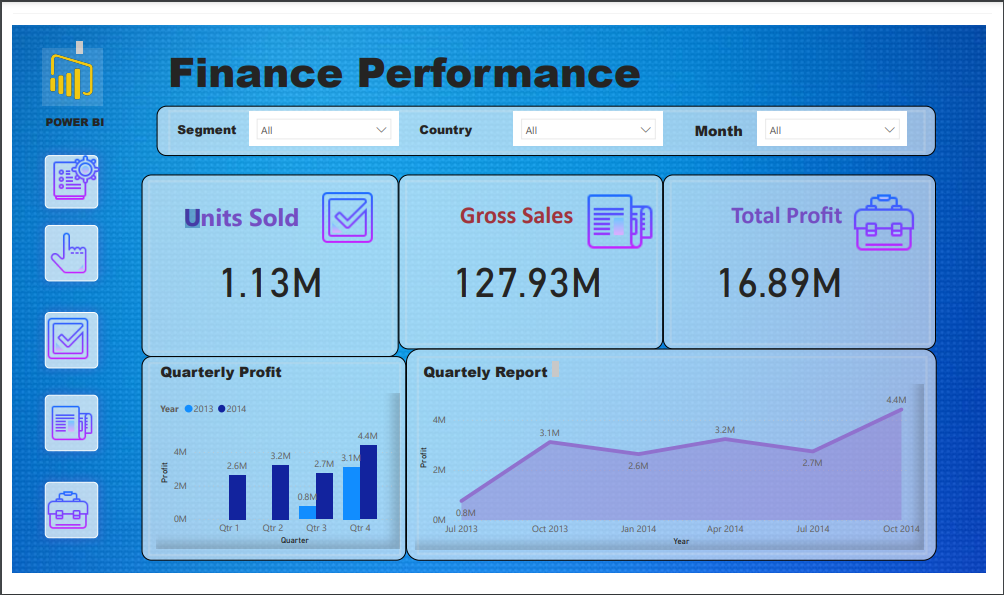 Finance Performance
POWER BI
Segment All Country All Month All
Units Sold
1.13M
Gross Sales
127.93M
Total Profit
16.89M
Quarterly Profit
Year 2013 2014
Profit
4M
2M
0M
2.6M
3.2M
0.8M
2.7M
3.1M
4.4M
Qtr 1 Qtr 2 Qtr 3 Qtr 4
Quarter
Quartely Report
Profit
4M
2M
0M
0.8M
3.1M
2.6M
3.2M
2.7M
4.4M
Jul 2013 Oct 2013 Jan 2014 Apr 2014 Jul 2014 Oct 2014
Year